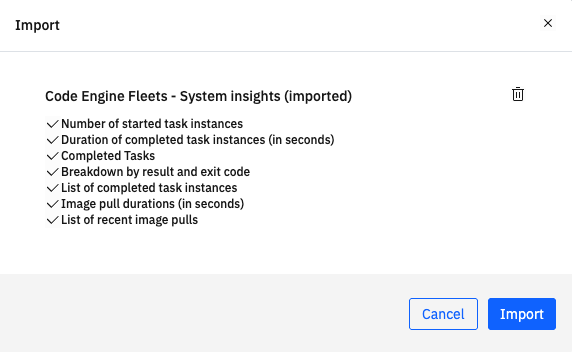 Import
Code Engine Fleets - System insights (imported)
Number of started task instances
Duration of completed task instances (in seconds)
Completed Tasks
Breakdown by result and exit code
List of completed task instances
Image pull durations (in seconds)
List of recent image pulls
Cancel
Import